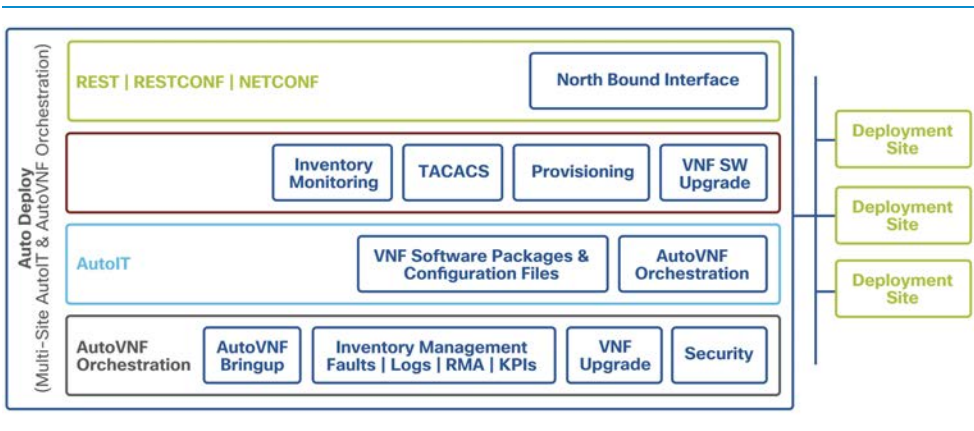 Auto Deploy
(Multi-Site AutoIT & AutoVNF Orchestration)
REST | RESTCONF | NETCONF
North Bound Interface
Inventory
Monitoring
TACACS
Provisioning
VNF SW
Upgrade
AutoIT
VNF Software Packages &
Configuration Files
AutoVNF
Orchestration
AutoVNF
Orchestration
AutoVNF
Bringup
Inventory Management
Faults | Logs | RMA | KPIs
VNF
Upgrade
Security
Deployment
Site
Deployment
Site
Deployment
Site